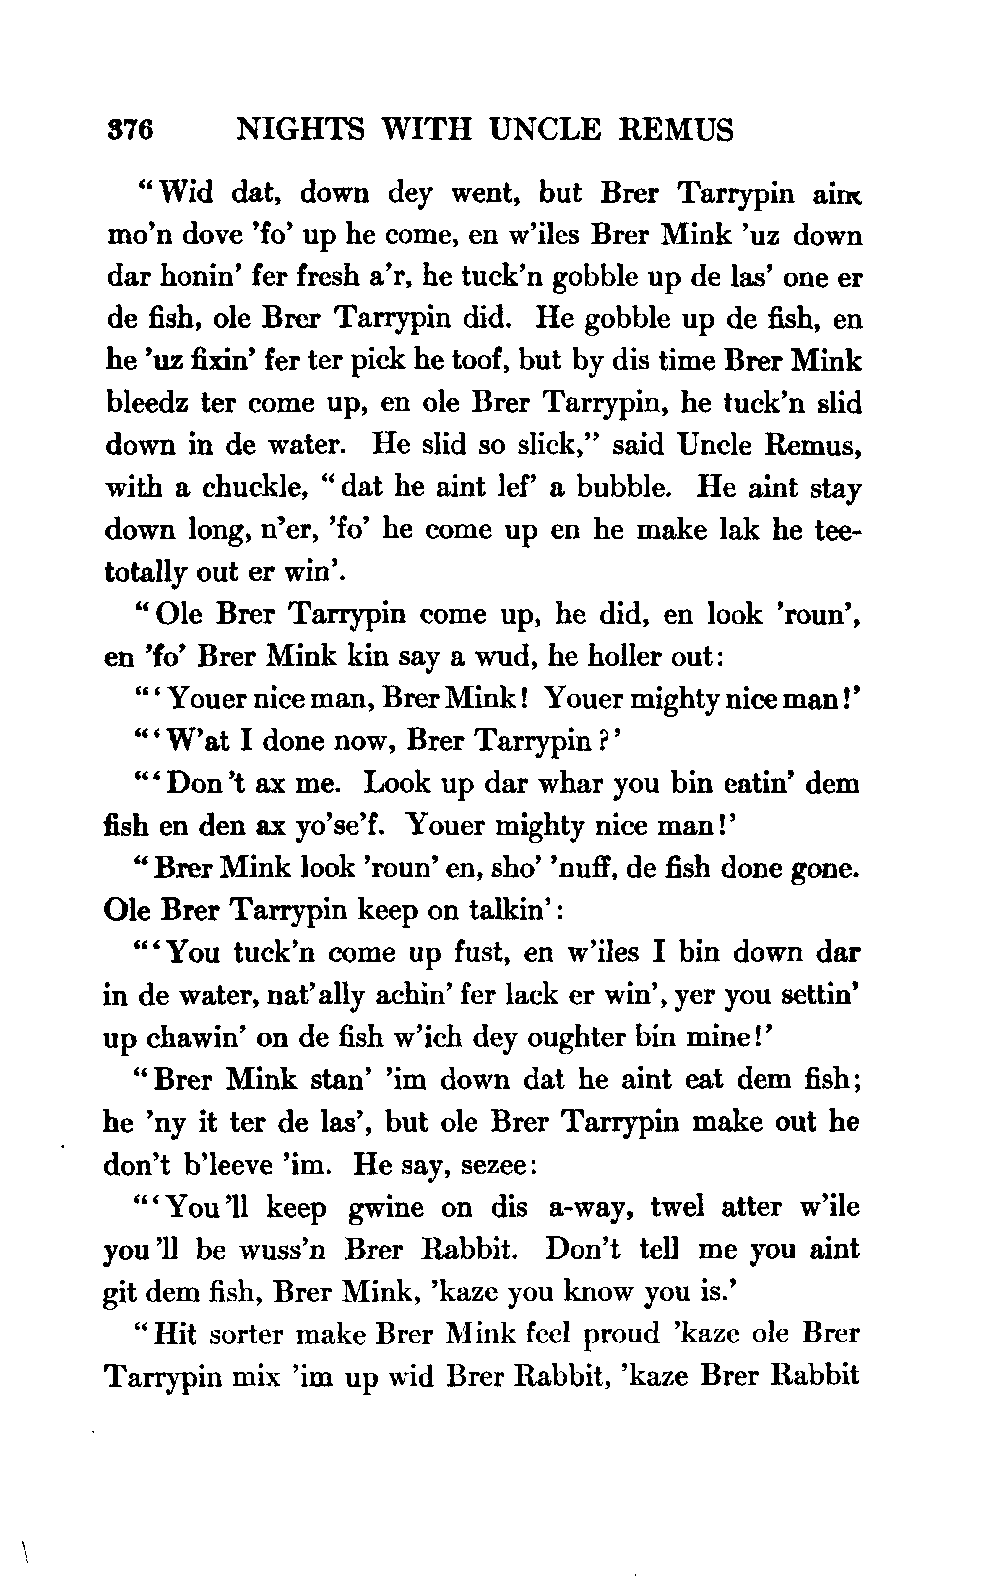 376 NIGHTS WITH UNCLE REMUS
"Wid dat, down dey went, but Brer Tarrypin aint
mo'n dove 'fo' up he come, en w'iles Brer Mink 'uz down
dar honin' fer fresh a'r, he tuck'n gobble up de las' one er
de fish, ole Brer Tarrypin did. He gobble up de fish, en
he 'uz fixin' fer ter pick he toof, but by dis time Brer Mink
bleedz ter come up, en ole Brer Tarrypin, he tuck'n slid
down in de water. He slid so slick," said Uncle Remus,
with a chuckle, "dat he aint lef' a bubble. He aint stay
down long, n'er, 'fo' he come up en he make lak he tee-
totally out er win'.
"Ole Brer Tarrypin come up, he did, en look 'roun',
en 'fo' Brer Mink kin say a wud, he holler out:
"'Youer nice man, Brer Mink! Youer mighty nice man!'
"'W'at I done now, Brer Tarrypin?'
"'Don't ax me. Look up dar whar you bin eatin' dem
fish en den ax yo'se'f. Youer mighty nice man!'
"Brer Mink look 'roun' en, sho' 'nuff, de fish done gone.
Ole Brer Tarrypin keep on talkin':
"'You tuck'n come up fust, en w'iles I bin down dar
in de water, nat'ally achin' fer lack er win', yer you settin'
up chawin' on de fish w'ich dey oughter bin mine!'
"Brer Mink stan' 'im down dat he aint eat dem fish;
he 'ny it ter de las', but ole Brer Tarrypin make out he
don't b'leeve 'im. He say, sezee:
"'You'll keep gwine on dis a-way, twel atter w'ile
you'll be wuss'n Brer Rabbit. Don't tell me you aint
git dem fish, Brer Mink, 'kaze you know you is.'
"Hit sorter make Brer Mink feel proud 'kaze ole Brer
Tarrypin mix 'im up wid Brer Rabbit, 'kaze Brer Rabbit